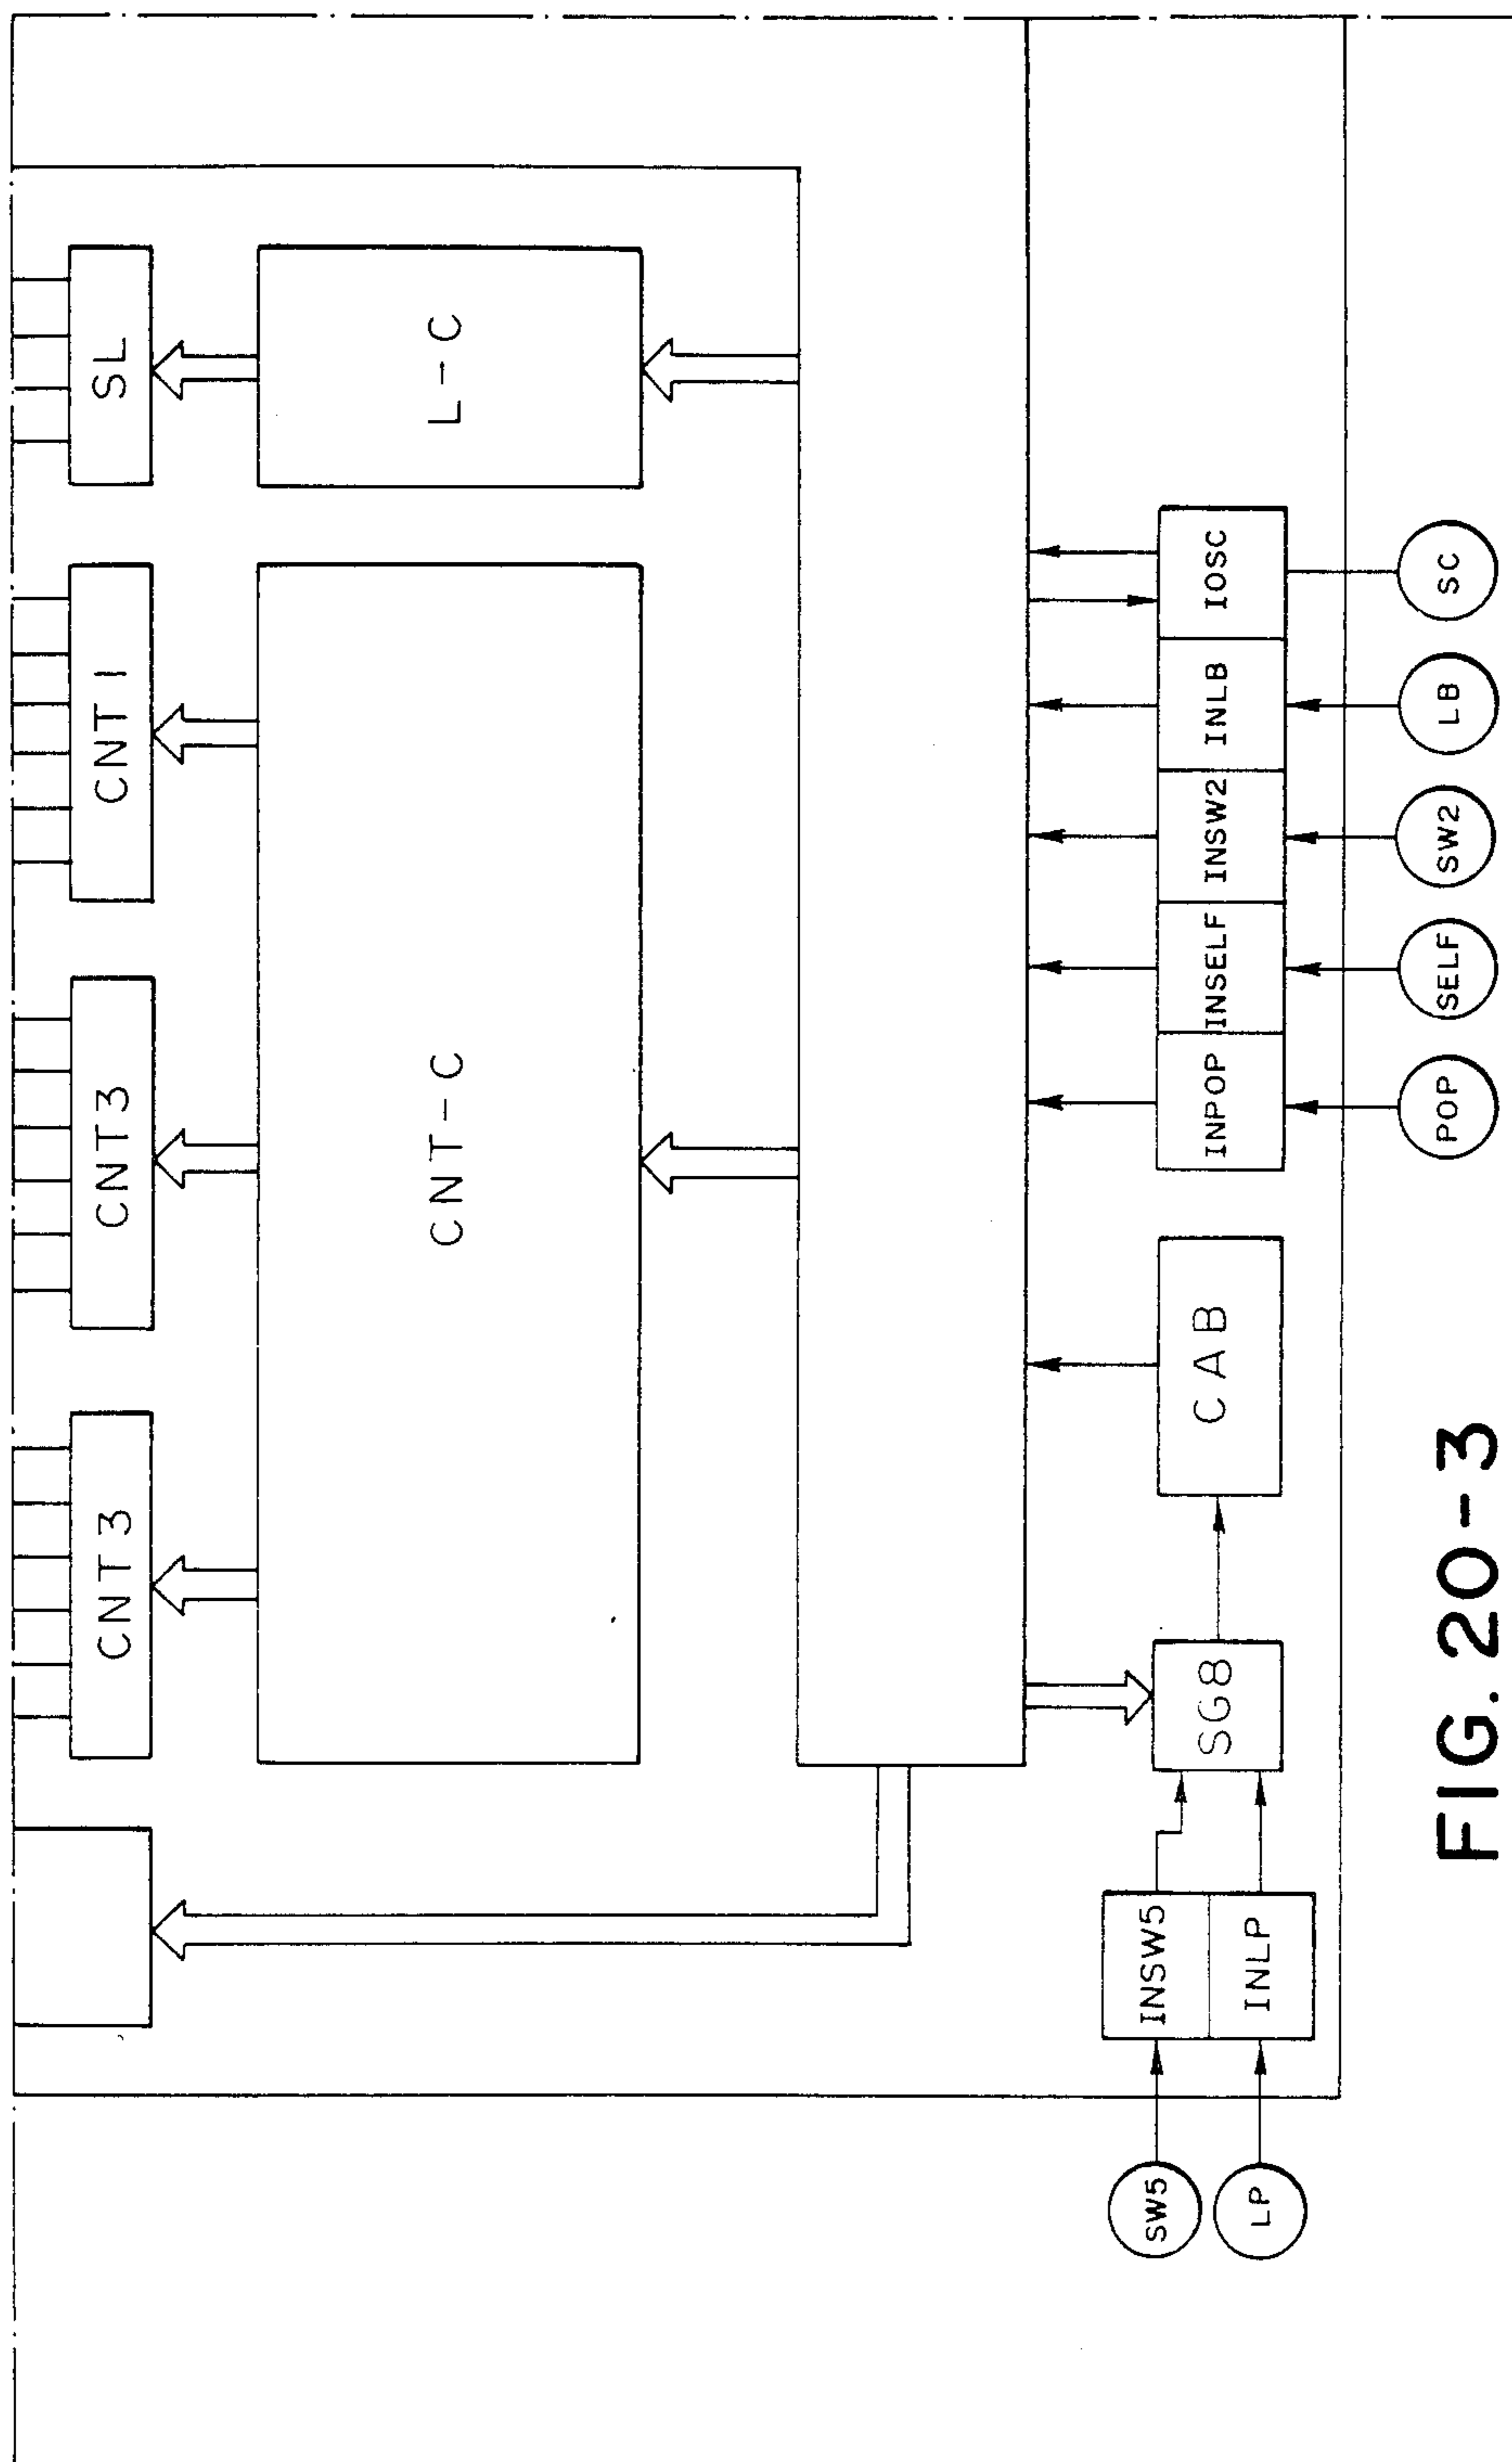 SL
L-C
CNT1
CNT3
CNT3
CNT-C
IOSC
INLB
INSW2
INSELF
INPOP
CAB
SG8
INSW5
INLP
SC
LB
SW2
SELF
POP
SW5
LP
FIG. 20-3